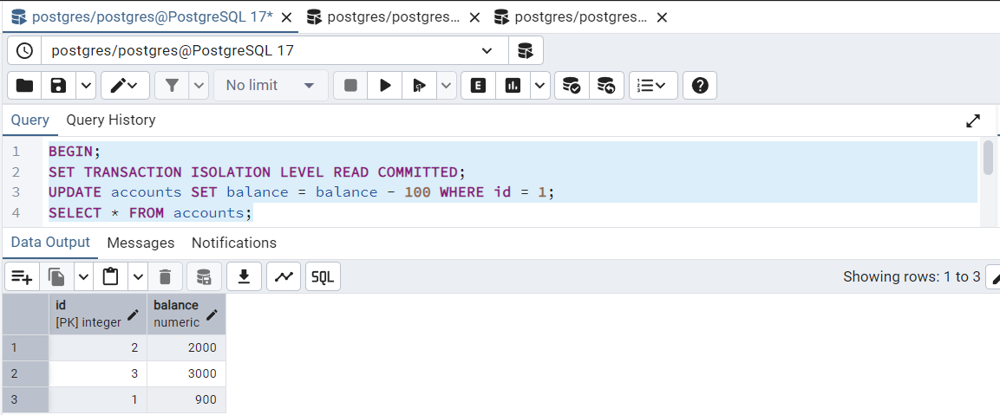 postgres/postgres@PostgreSQL 17* postgres/postgres... postgres/postgres...
postgres/postgres@PostgreSQL 17
No limit E
Query Query History
1 BEGIN;
2 SET TRANSACTION ISOLATION LEVEL READ COMMITTED;
3 UPDATE accounts SET balance = balance - 100 WHERE id = 1;
4 SELECT * FROM accounts;
Data Output Messages Notifications
SQL Showing rows: 1 to 3
id balance
[PK] integer numeric
1 2 2000
2 3 3000
3 1 900